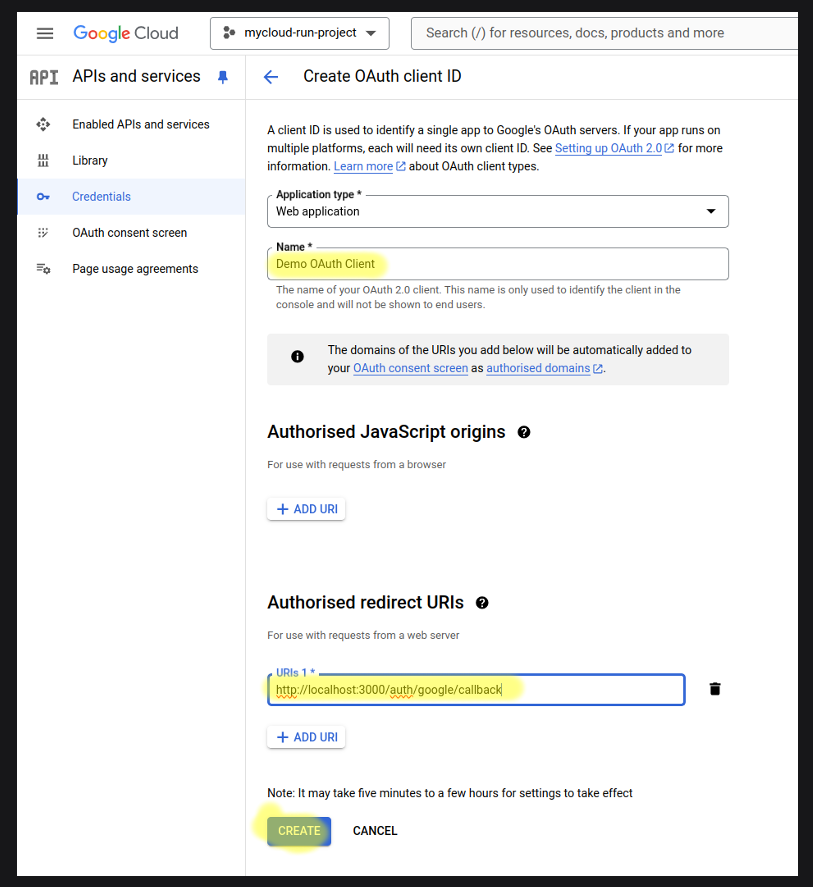 Google Cloud
mycloud-run-project
Search (/) for resources, docs, products and more
API
APIs and services
Create OAuth client ID
Enabled APIs and services
Library
Credentials
OAuth consent screen
Page usage agreements
A client ID is used to identify a single app to Google's OAuth servers. If your app runs on
multiple platforms, each will need its own client ID. See Setting up OAuth 2.0 for more
information. Learn more about OAuth client types.
Application type *
Web application
Name *
Demo OAuth Client
The name of your OAuth 2.0 client. This name is only used to identify the client in the
console and will not be shown to end users.
The domains of the URIs you add below will be automatically added to
your OAuth consent screen as authorised domains.
Authorised JavaScript origins
For use with requests from a browser
+ ADD URI
Authorised redirect URIs
For use with requests from a web server
URIs 1 *
http://localhost:3000/auth/google/callback
+ ADD URI
Note: It may take five minutes to a few hours for settings to take effect
CREATE
CANCEL